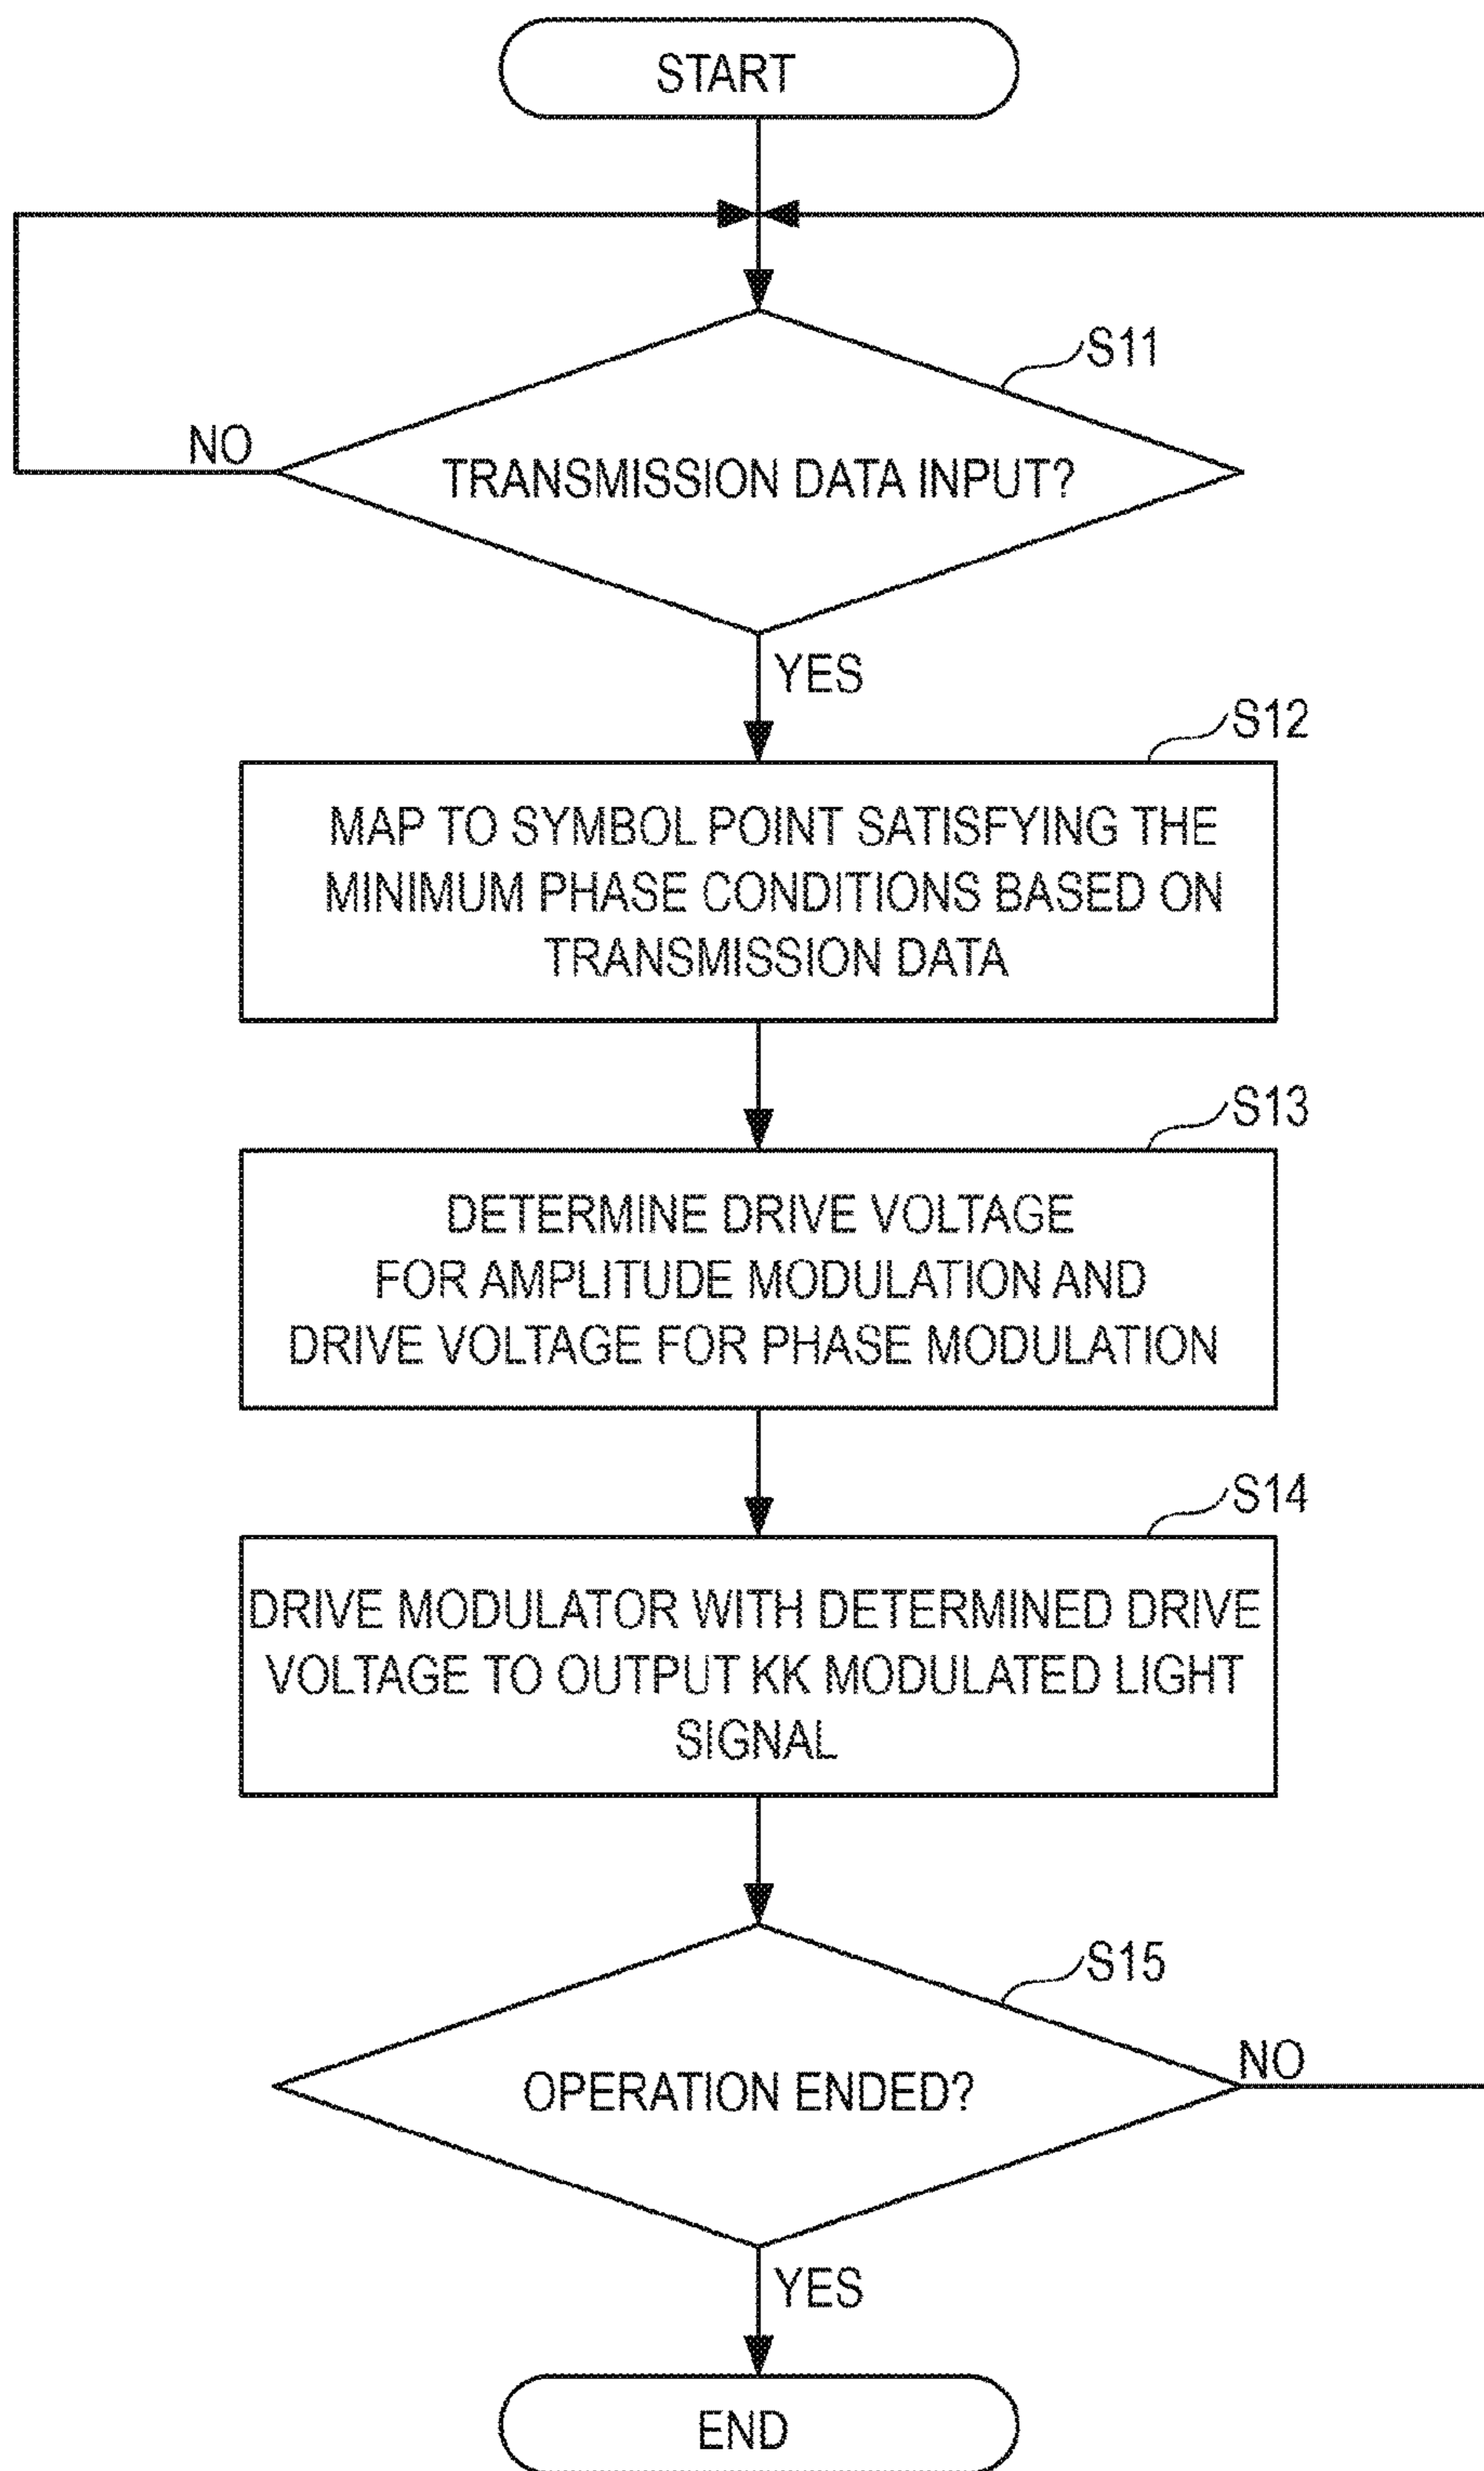 START
S11
NO
TRANSMISSION DATA INPUT?
YES
S12
MAP TO SYMBOL POINT SATISFYING THE
MINIMUM PHASE CONDITIONS BASED ON
TRANSMISSION DATA
S13
DETERMINE DRIVE VOLTAGE
FOR AMPLITUDE MODULATION AND
DRIVE VOLTAGE FOR PHASE MODULATION
S14
DRIVE MODULATOR WITH DETERMINED DRIVE
VOLTAGE TO OUTPUT KK MODULATED LIGHT
SIGNAL
S15
NO
OPERATION ENDED?
YES
END